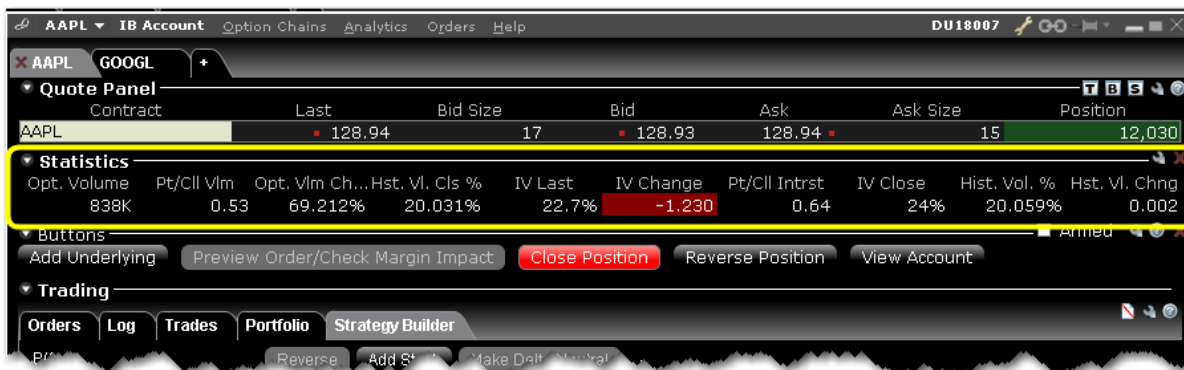 AAPL IB Account Option Chains Analytics Orders Help DU18007
AAPL GOOGL +
Quote Panel T B S
Contract Last Bid Size Bid Ask Ask Size Position
AAPL 128.94 17 128.93 128.94 15 12,030
Statistics
Opt. Volume Pt/Cll Vlm Opt. Vlm Ch... Hst. Vl. Cls % IV Last IV Change Pt/Cll Intrst IV Close Hist. Vol. % Hst. Vl. Chng
838K 0.53 69.212% 20.031% 22.7% -1.230 0.64 24% 20.059% 0.002
Buttons Armed
Add Underlying Preview Order/Check Margin Impact Close Position Reverse Position View Account
Trading
Orders Log Trades Portfolio Strategy Builder
Reverse Add